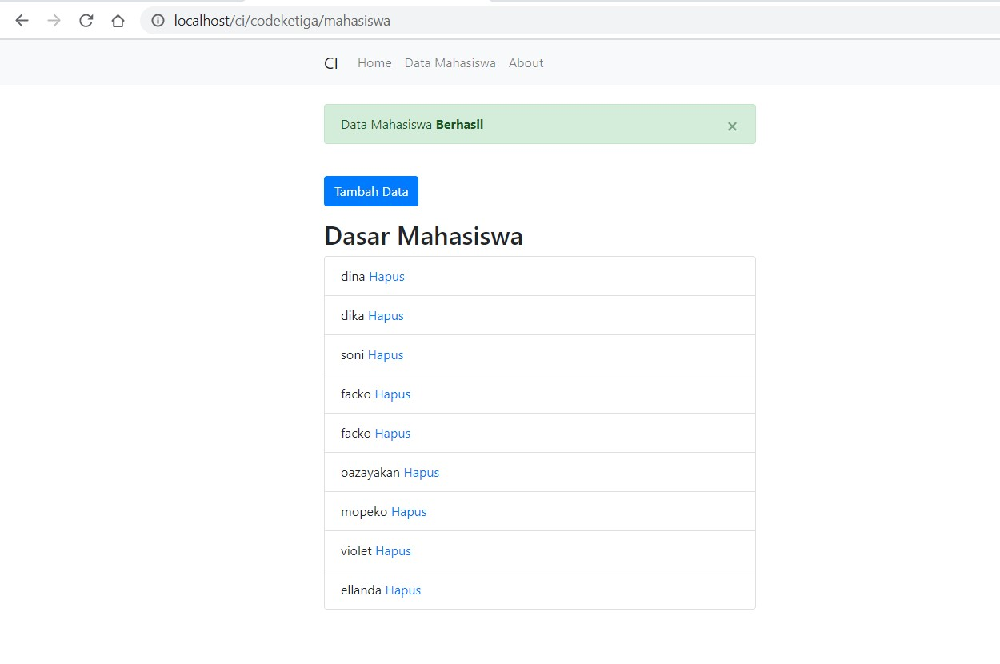 localhost/ci/codeketiga/mahasiswa
CI Home Data Mahasiswa About
Data Mahasiswa Berhasil ×
Tambah Data
Dasar Mahasiswa
dina Hapus
dika Hapus
soni Hapus
facko Hapus
facko Hapus
oazayakan Hapus
mopeko Hapus
violet Hapus
ellanda Hapus